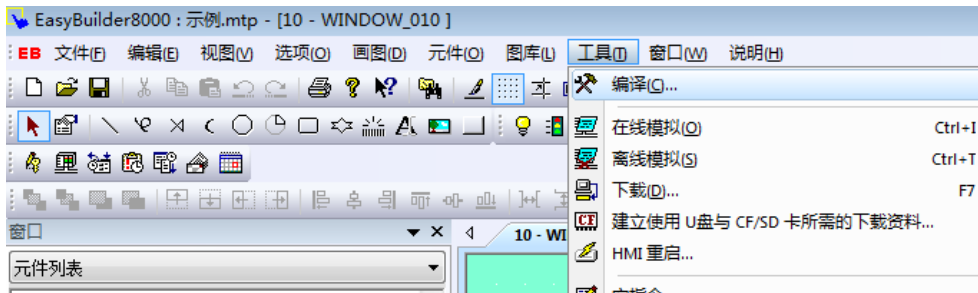 EasyBuilder8000 : 示例.mtp - [10 - WINDOW_010 ]
EB 文件(F) 编辑(E) 视图(V) 选项(O) 画图(D) 元件(O) 图库(L) 工具(T) 窗口(W) 说明(H)
编译(C)...
在线模拟(O) Ctrl+I
离线模拟(S) Ctrl+T
下载(D)... F7
CF 建立使用 U盘与 CF/SD 卡所需的下载资料...
窗口 10 - WI
HMI 重启...
元件列表